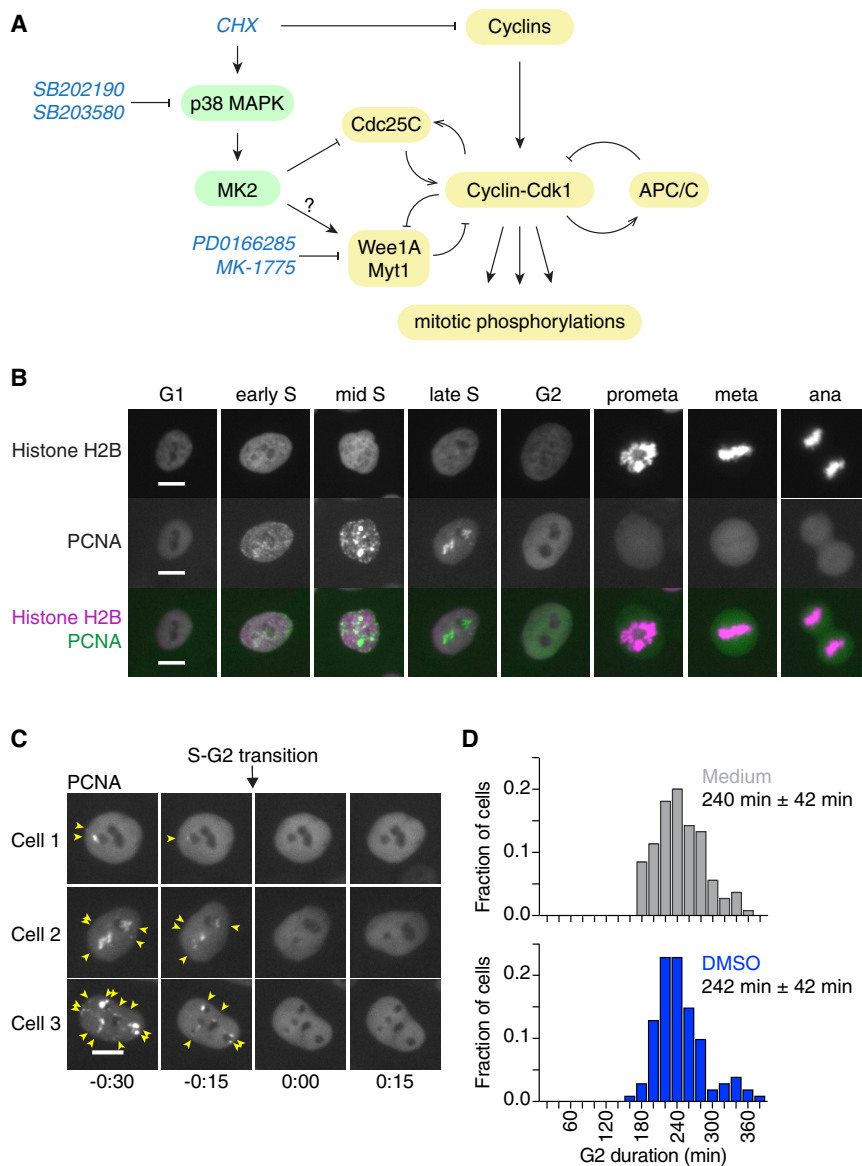 A
CHX
Cyclins
SB202190
SB203580
p38 MAPK
Cdc25C
MK2
Cyclin-Cdk1
APC/C
?
PD0166285
MK-1775
Wee1A
Myt1
mitotic phosphorylations
B
G1 early S mid S late S G2 prometa meta ana
Histone H2B
PCNA
Histone H2B
PCNA
C
S-G2 transition
PCNA
Cell 1
Cell 2
Cell 3
-0:30 -0:15 0:00 0:15
D
Medium
240 min ± 42 min
Fraction of cells
0.2
0.1
0.0
DMSO
242 min ± 42 min
Fraction of cells
0.2
0.1
0.0
60 120 180 240 300 360
G2 duration (min)